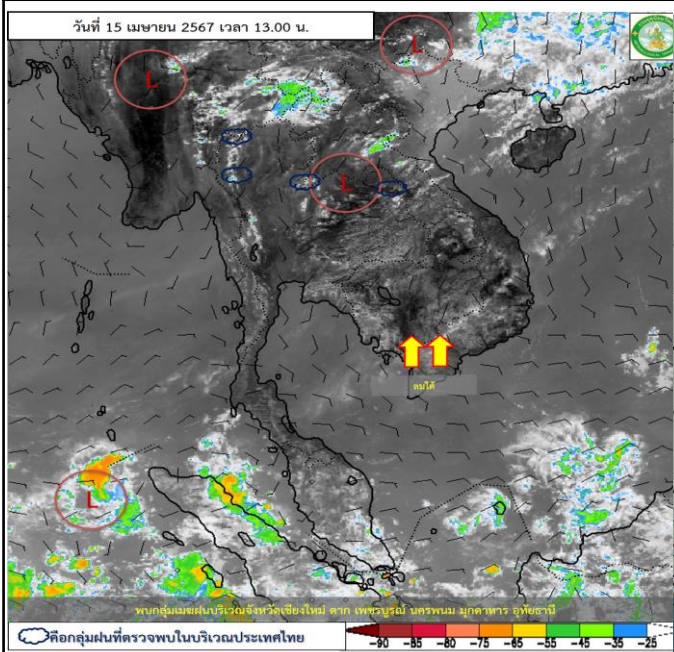 วันที่ 15 เมษายน 2567 เวลา 13.00 น.
L
L
L
ลมใต้
L
พบกลุ่มเมฆฝนบริเวณจังหวัดเชียงใหม่ ตาก เพชรบูรณ์ นครพนม มุกดาหาร อุทัยธานี
คือกลุ่มฝนที่ตรวจพบในบริเวณประเทศไทย
-90 -85 -80 -75 -65 -55 -45 -35 -25